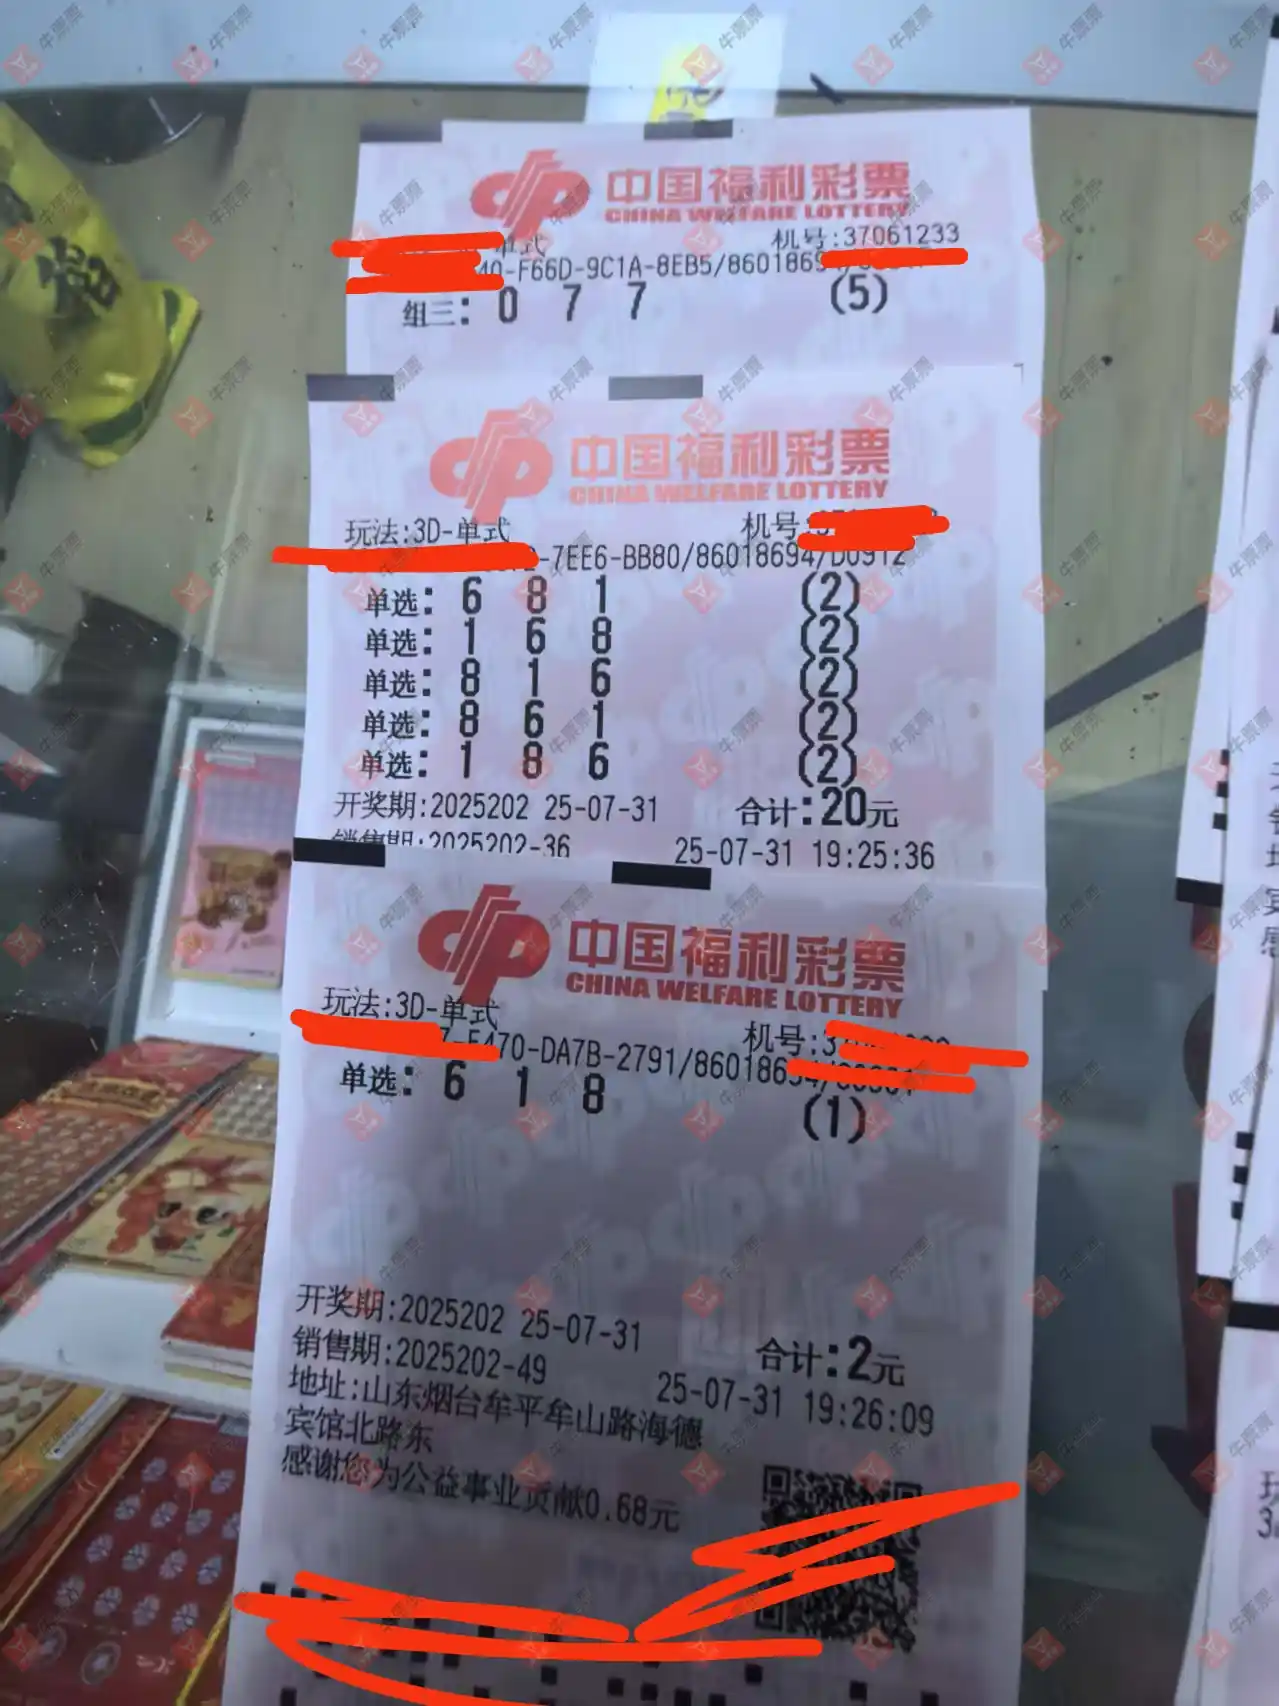 中国福利彩票
CHINA WELFARE LOTTERY
单式 机号:37061233
40-F66D-9C1A-8EB5/8601869
组三: 0 7 7 (5)
中国福利彩票
CHINA WELFARE LOTTERY
玩法:3D-单式 机号:
-7EE6-BB80/86018694/D0912
单选: 6 8 1 (2)
单选: 1 6 8 (2)
单选: 8 1 6 (2)
单选: 8 6 1 (2)
单选: 1 8 6 (2)
开奖期:2025202 25-07-31 合计:20元
销售期:2025202-36 25-07-31 19:25:36
中国福利彩票
CHINA WELFARE LOTTERY
玩法:3D-单式 机号:3
470-DA7B-2791/860186
单选: 6 1 8 (1)
开奖期:2025202 25-07-31 合计:2元
销售期:2025202-49 25-07-31 19:26:09
地址:山东烟台牟平牟山路海德
宾馆北路东
感谢您为公益事业贡献0.68元
牛票票